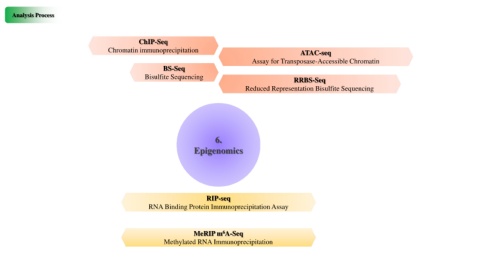 Analysis Process
ChIP-Seq
Chromatin immunoprecipitation
ATAC-seq
Assay for Transposase-Accessible Chromatin
BS-Seq
Bisulfite Sequencing
RRBS-Seq
Reduced Representation Bisulfite Sequencing
6.
Epigenomics
RIP-seq
RNA Binding Protein Immunoprecipitation Assay
MeRIP m⁶A-Seq
Methylated RNA Immunoprecipitation